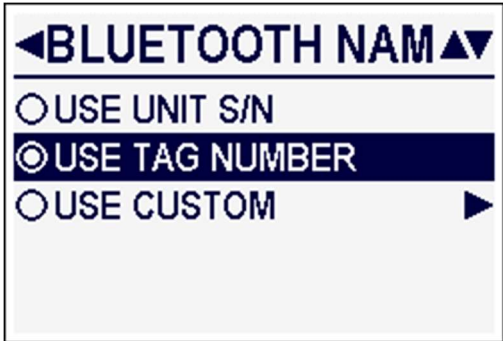 BLUETOOTH NAM
USE UNIT S/N
USE TAG NUMBER
USE CUSTOM